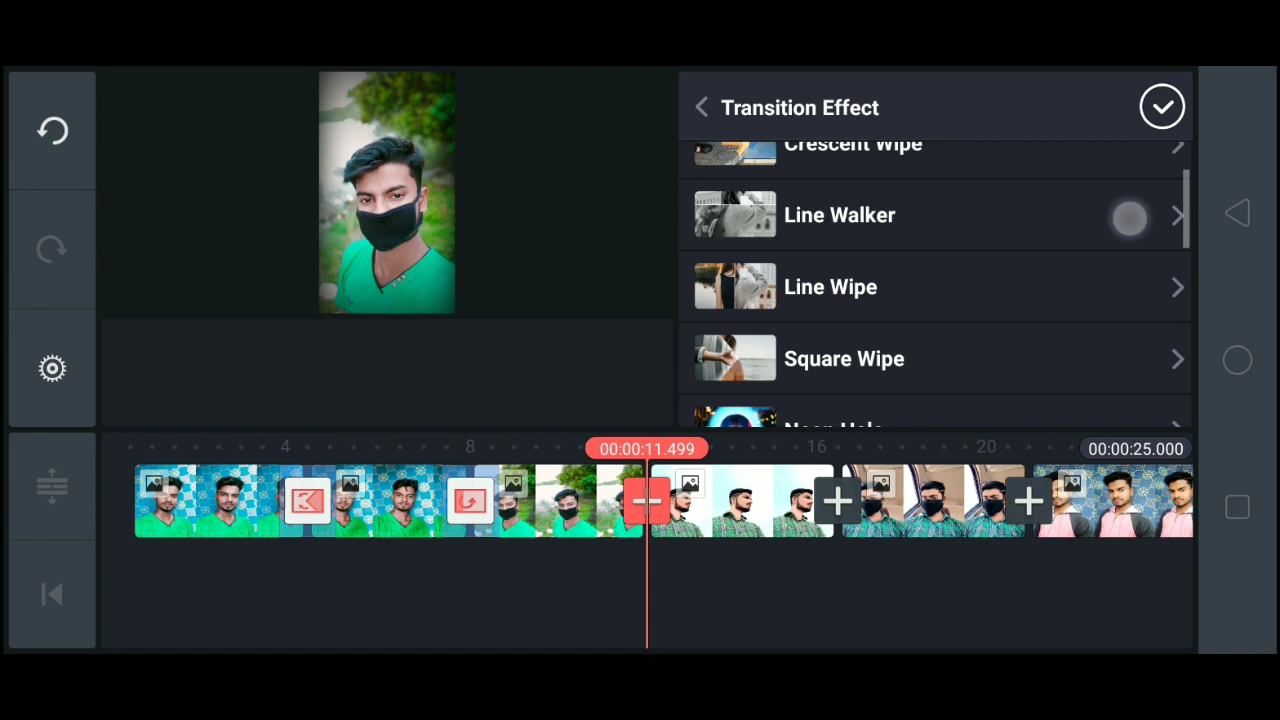 Transition Effect
Crescent Wipe
Line Walker
Line Wipe
Square Wipe
4
8
00:00:11.499
16
20
00:00:25.000